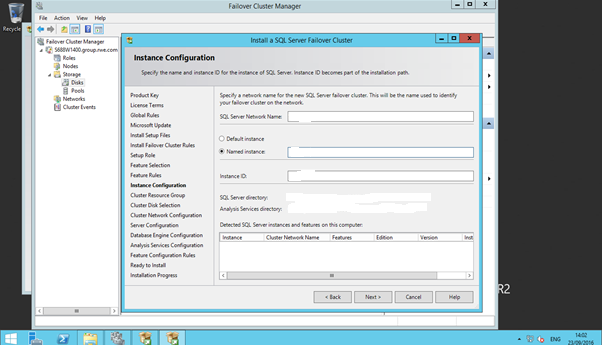 Failover Cluster Manager
File Action View Help
Recycle
Failover Cluster Manager
S688W1400.group.rwe.com
Roles
Nodes
Storage
Disks
Pools
Networks
Cluster Events
Install a SQL Server Failover Cluster
Instance Configuration
Specify the name and instance ID for the instance of SQL Server. Instance ID becomes part of the installation path.
Product Key
License Terms
Global Rules
Microsoft Update
Install Setup Files
Install Failover Cluster Rules
Setup Role
Feature Selection
Feature Rules
Instance Configuration
Cluster Resource Group
Cluster Disk Selection
Cluster Network Configuration
Server Configuration
Database Engine Configuration
Analysis Services Configuration
Feature Configuration Rules
Ready to Install
Installation Progress
Specify a network name for the new SQL Server failover cluster. This will be the name used to identify
your failover cluster on the network.
SQL Server Network Name:
Default instance
Named instance:
Instance ID:
SQL Server directory:
Analysis Services directory:
Detected SQL Server instances and features on this computer:
Instance Cluster Network Name Features Edition Version Inst
< Back Next > Cancel Help
R2
14:02
23/09/2016